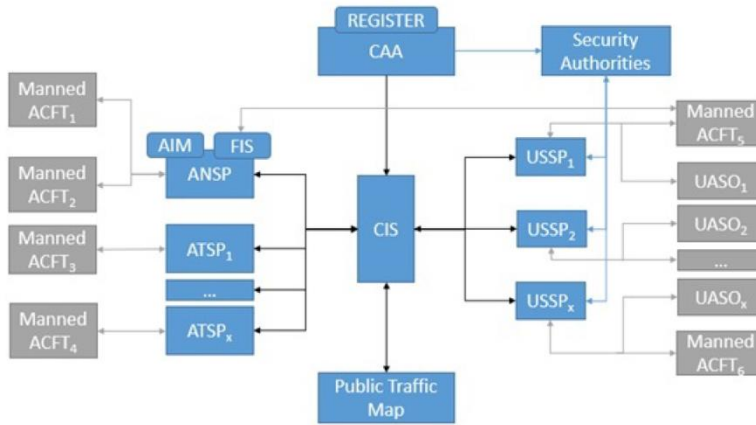 REGISTER
CAA
Security
Authorities
Manned
ACFT₁
Manned
ACFT₂
Manned
ACFT₃
Manned
ACFT₄
AIM
FIS
ANSP
ATSP₁
...
ATSPₓ
CIS
Public Traffic
Map
USSP₁
USSP₂
USSPₓ
Manned
ACFT₅
UASO₁
UASO₂
...
UASOₓ
Manned
ACFT₆